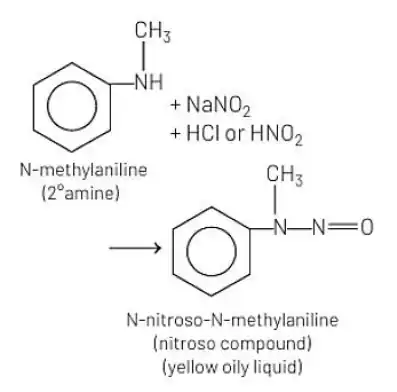 CH₃
NH
+ NaNO₂
+ HCl or HNO₂
N-methylaniline
(2°amine)
CH₃
N—N=O
N-nitroso-N-methylaniline
(nitroso compound)
(yellow oily liquid)